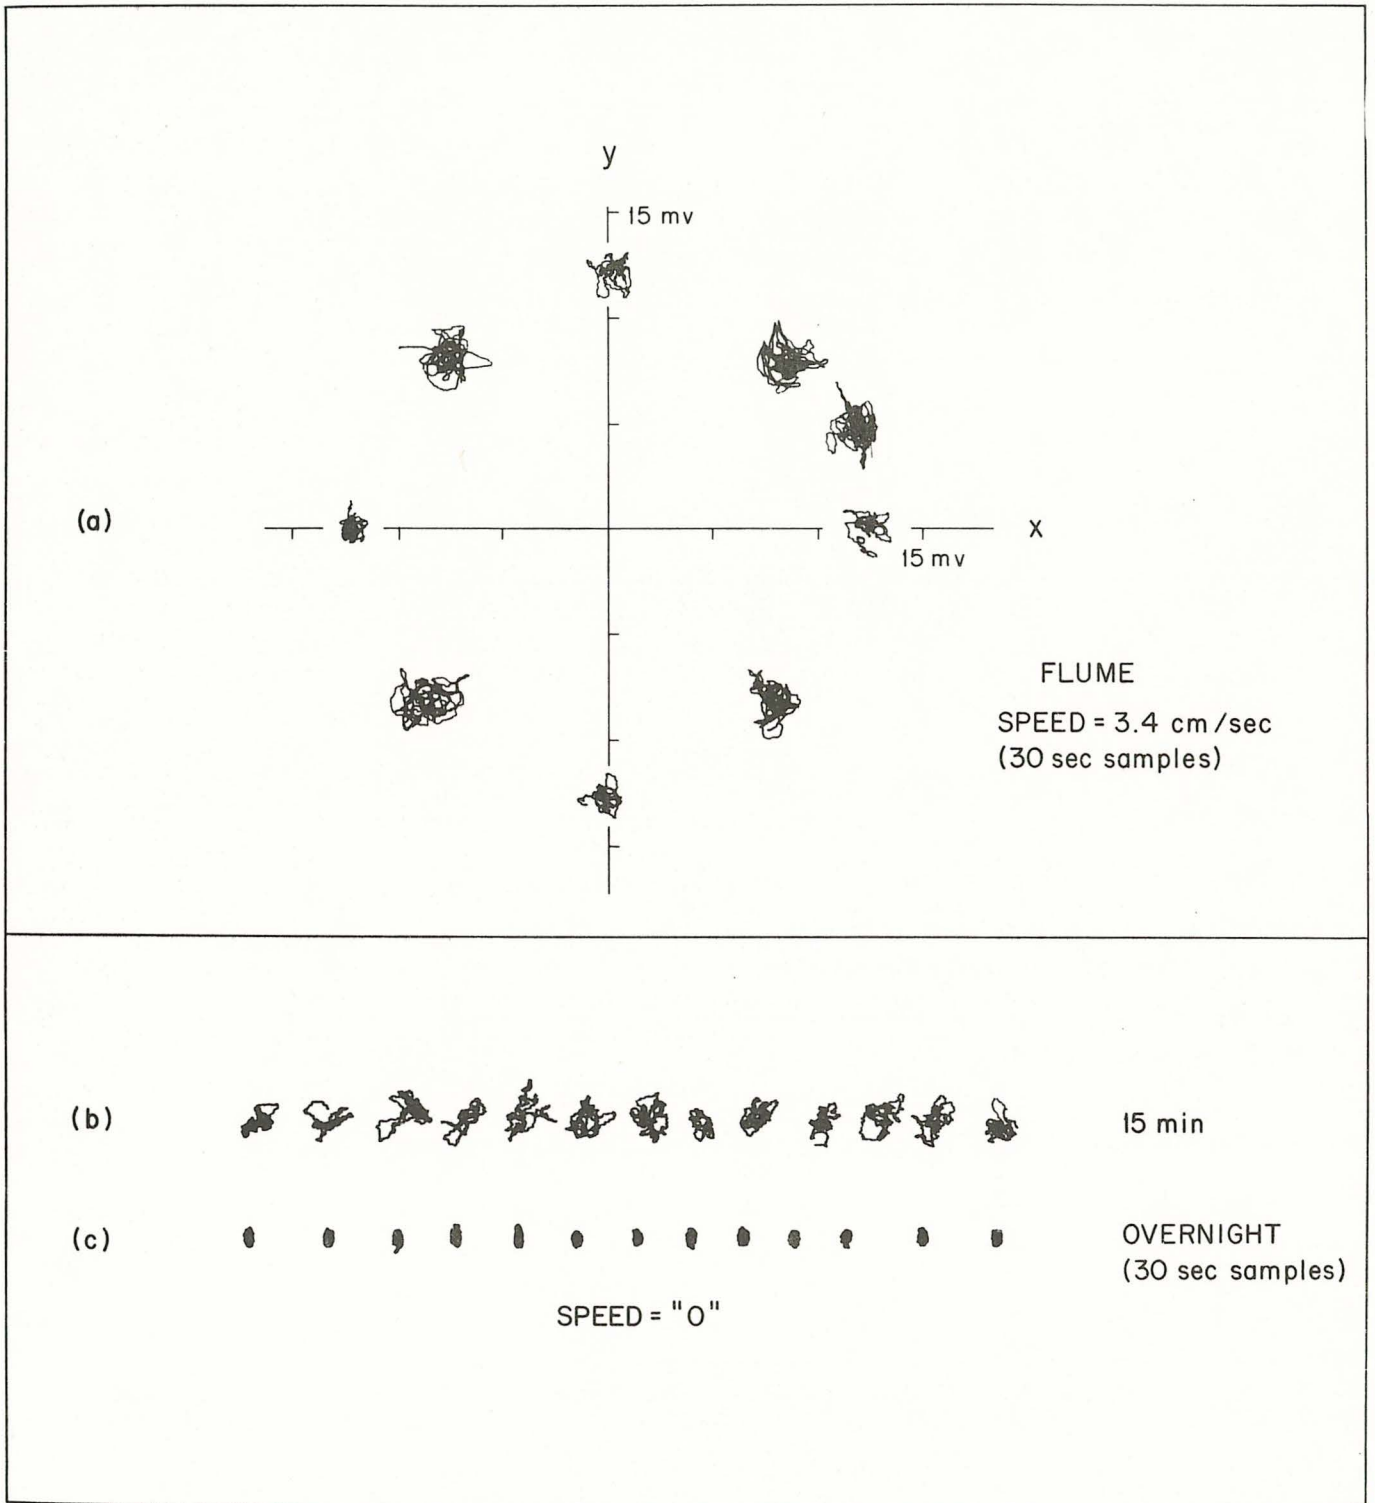 y
15 mv
(a)
x
15 mv
FLUME
SPEED = 3.4 cm/sec
(30 sec samples)
(b)
15 min
(c)
OVERNIGHT
(30 sec samples)
SPEED = "0"